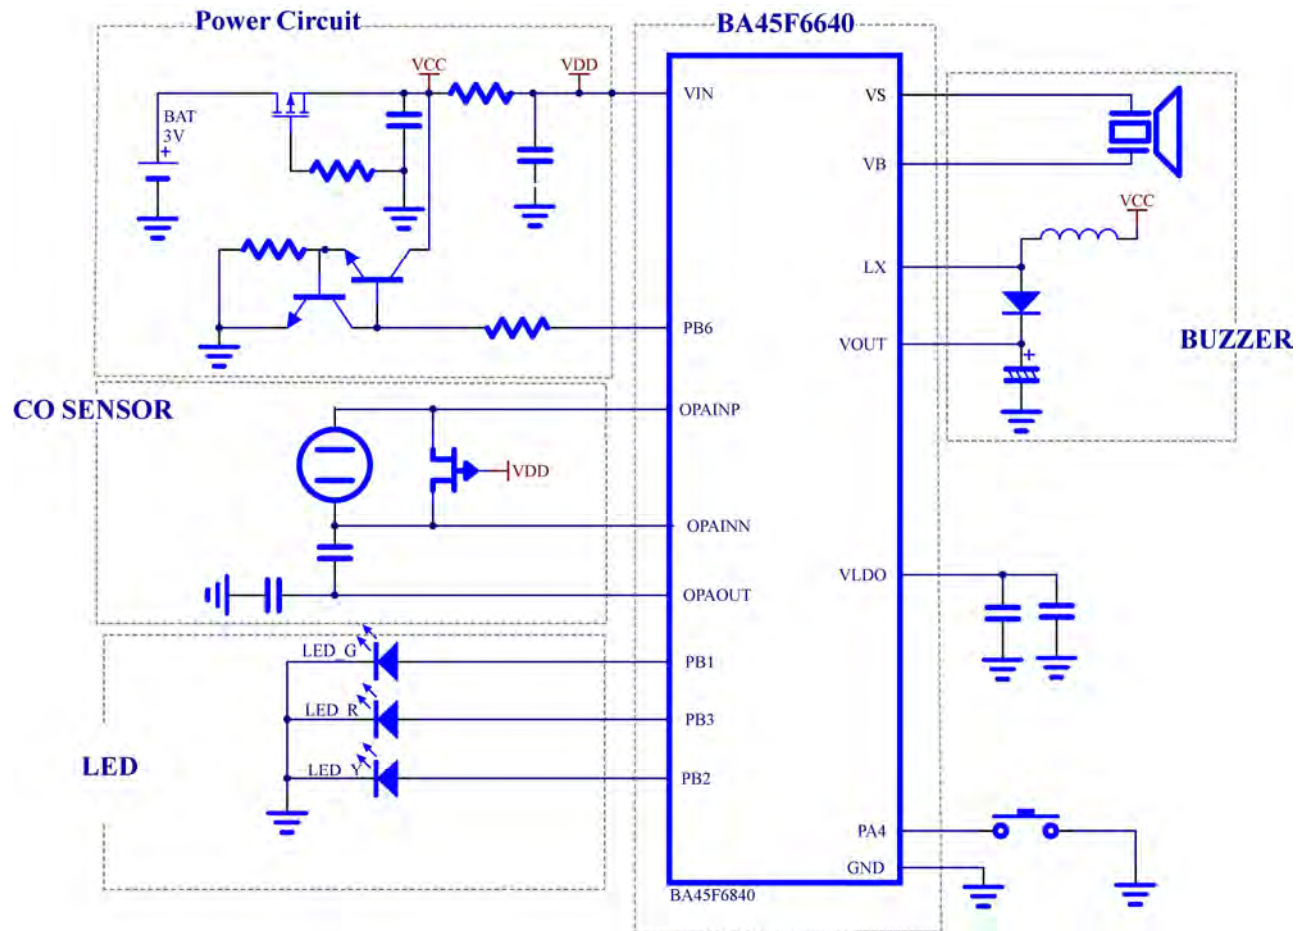 Power Circuit
BA45F6640
VCC
VDD
BAT
3V
+
VIN
VS
VB
VCC
LX
PB6
VOUT
+
BUZZER
CO SENSOR
OPAINP
VDD
OPAINN
VLDO
OPAOUT
LED_G
PB1
LED_R
PB3
LED
LED_Y
PB2
PA4
GND
BA45F6840